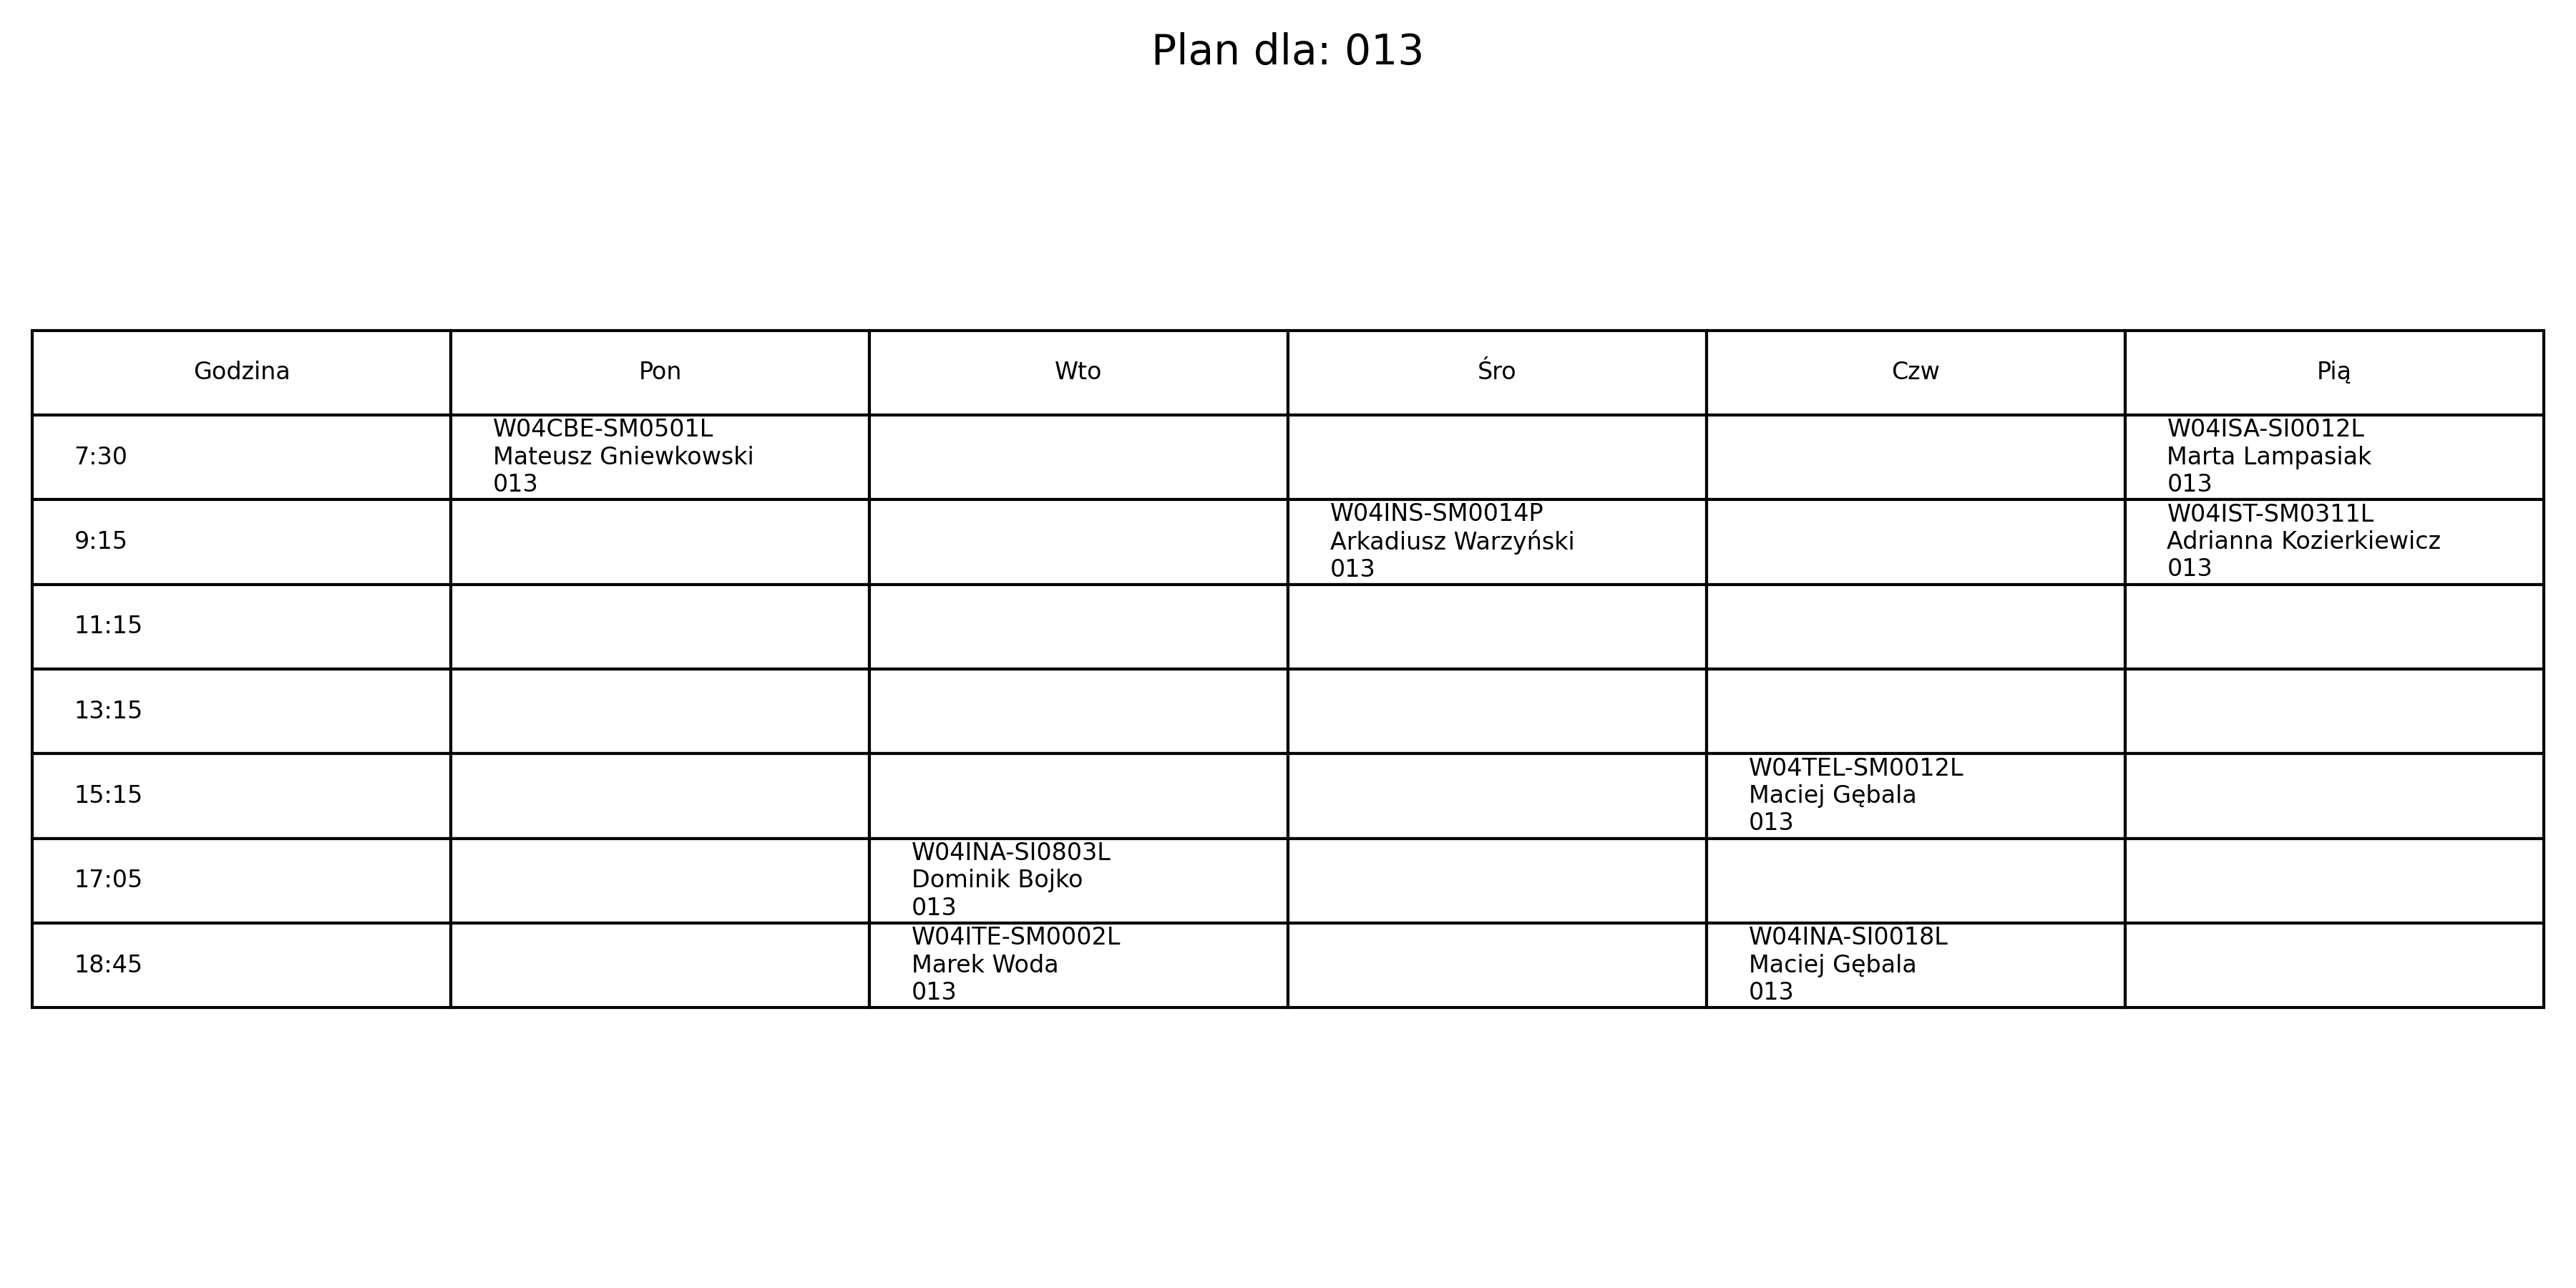 Plan dla: 013
Godzina Pon Wto Śro Czw Pią
7:30
W04CBE-SM0501L
Mateusz Gniewkowski
013
W04ISA-SI0012L
Marta Lampasiak
013
9:15
W04INS-SM0014P
Arkadiusz Warzyński
013
W04IST-SM0311L
Adrianna Kozierkiewicz
013
11:15
13:15
15:15
W04TEL-SM0012L
Maciej Gębala
013
17:05
W04INA-SI0803L
Dominik Bojko
013
18:45
W04ITE-SM0002L
Marek Woda
013
W04INA-SI0018L
Maciej Gębala
013